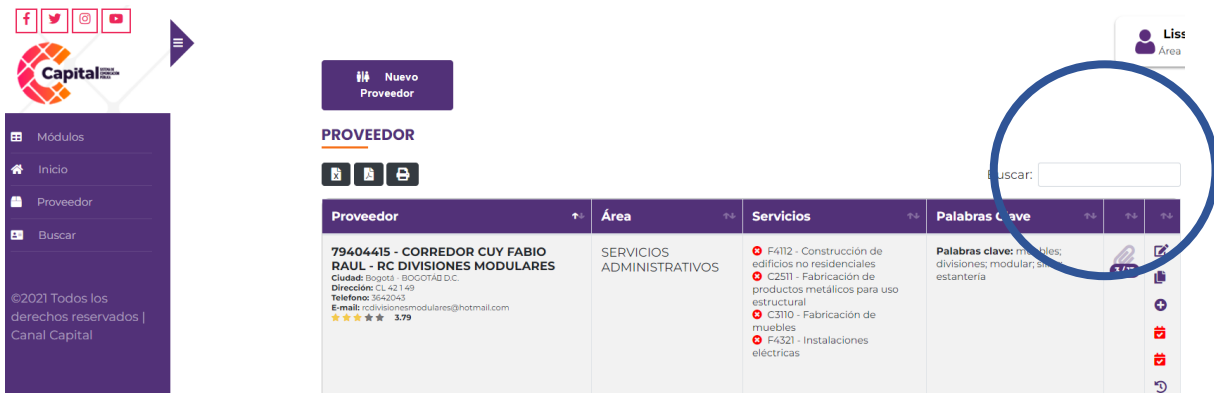 Capital
Módulos
Inicio
Proveedor
Buscar
©2021 Todos los
derechos reservados |
Canal Capital
Nuevo
Proveedor
Área
PROVEEDOR
Buscar:
Proveedor Área Servicios Palabras Clave
79404415 - CORREDOR CUY FABIO
RAUL - RC DIVISIONES MODULARES
Ciudad: Bogotá - BOGOTÁ D.C.
Dirección: CL 42 1 49
Telefono: 3642043
E-mail: rcdivisionesmodulares@hotmail.com
3.79
SERVICIOS
ADMINISTRATIVOS
F4112 - Construcción de
edificios no residenciales
C2511 - Fabricación de
productos metálicos para uso
estructural
C3110 - Fabricación de
muebles
F4321 - Instalaciones
eléctricas
Palabras clave: muebles;
divisiones; modular; sillas;
estantería